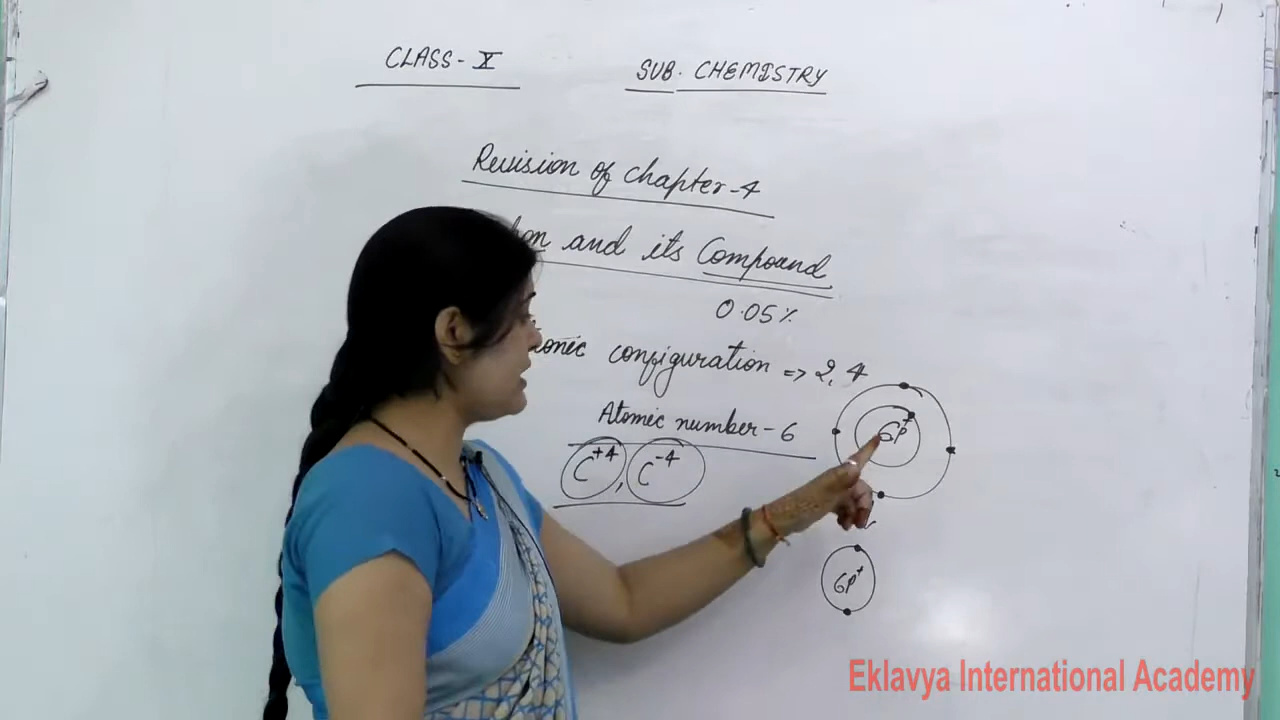 CLASS - X
SUB. CHEMISTRY
Revision of chapter-4
and its Compound
0.05%
configuration => 2,4
Atomic number - 6
C+4, C-4
6P+
6P+
Eklavya International Academy